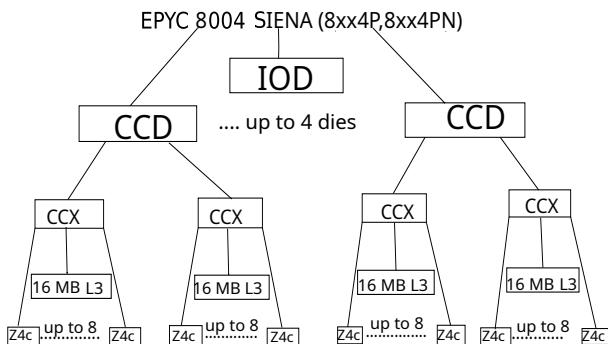 EPYC 8004 SIENA (8xx4P,8xx4PN)
IOD
CCD
.... up to 4 dies
CCD
CCX
CCX
CCX
CCX
16 MB L3
16 MB L3
16 MB L3
16 MB L3
Z4c
up to 8
............
Z4c
Z4c
up to 8
............
Z4c
Z4c
up to 8
............
Z4c
Z4c
up to 8
............
Z4c